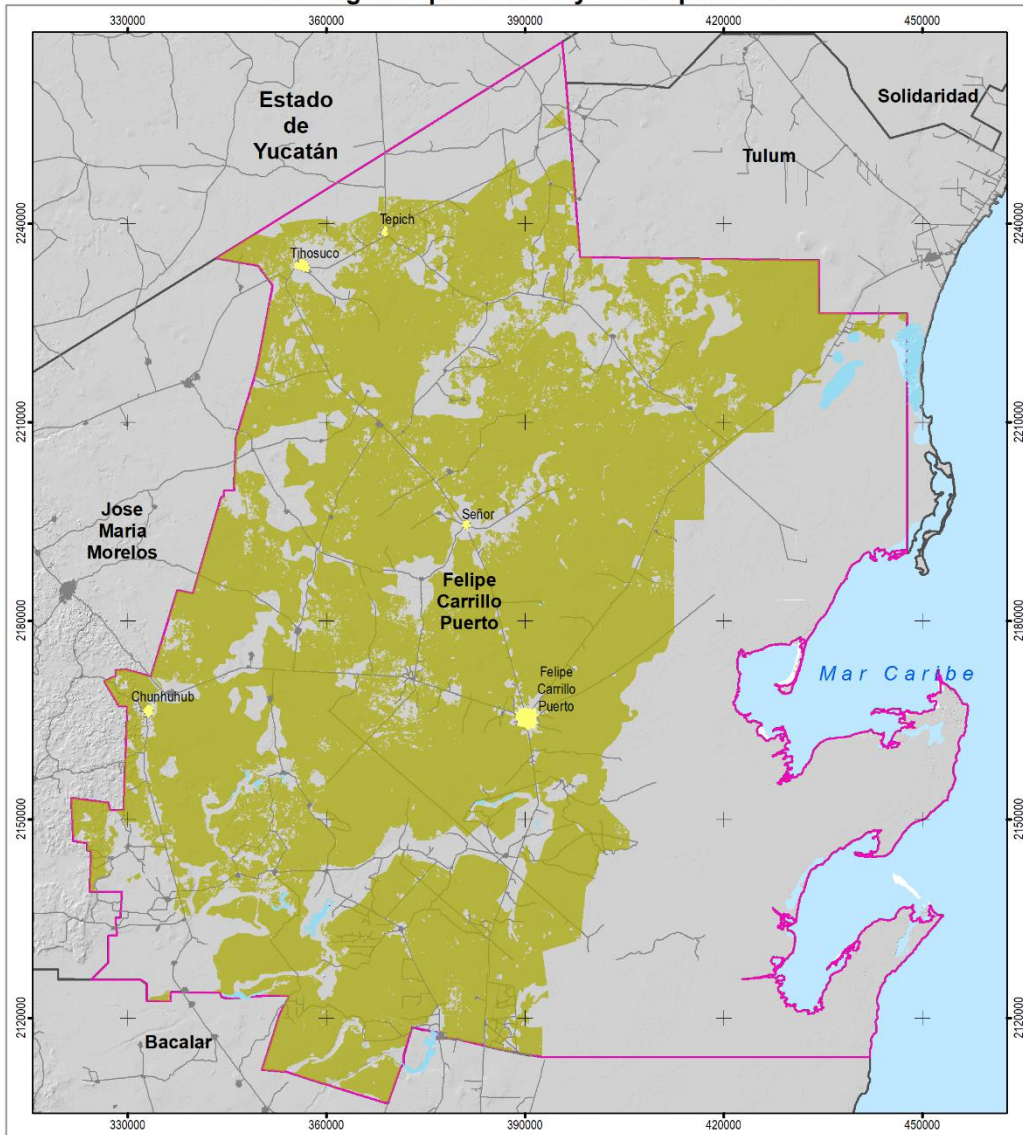 330000 360000 390000 420000 450000
Estado
de
Yucatán
Solidaridad
Tulum
2240000
2240000
Tepich
Tihosuco
2210000
2210000
Jose
Maria
Morelos
Señor
Felipe
Carrillo
Puerto
2180000
2180000
Mar Caribe
Felipe
Carrillo
Puerto
Chunhuhub
2150000
2150000
2120000
2120000
Bacalar
330000 360000 390000 420000 450000